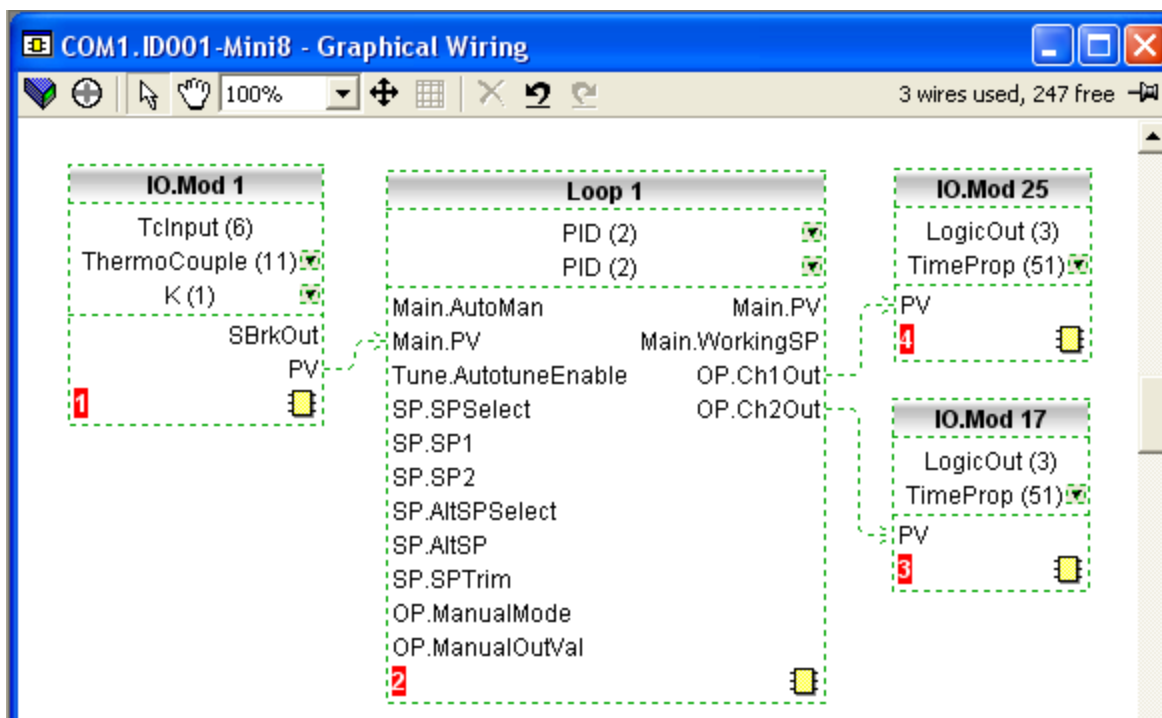 COM1.ID001-Mini8 - Graphical Wiring
100%
3 wires used, 247 free
IO.Mod 1
TcInput (6)
ThermoCouple (11)
K (1)
SBrkOut
PV
1
Loop 1
PID (2)
PID (2)
Main.AutoMan Main.PV
Main.PV Main.WorkingSP
Tune.AutotuneEnable OP.Ch1Out
SP.SPSelect OP.Ch2Out
SP.SP1
SP.SP2
SP.AltSPSelect
SP.AltSP
SP.SPTrim
OP.ManualMode
OP.ManualOutVal
2
IO.Mod 25
LogicOut (3)
TimeProp (51)
PV
4
IO.Mod 17
LogicOut (3)
TimeProp (51)
PV
3